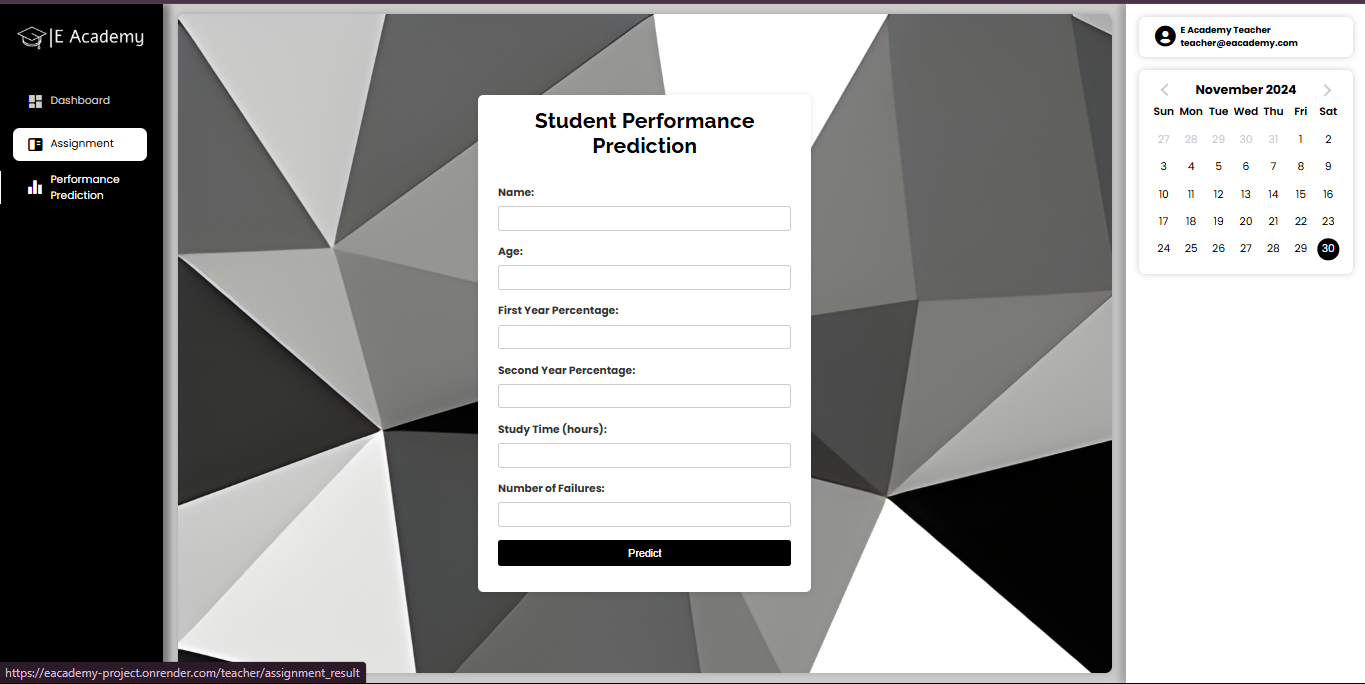 |E Academy
Dashboard
Assignment
Performance
Prediction
Student Performance
Prediction
Name:
Age:
First Year Percentage:
Second Year Percentage:
Study Time (hours):
Number of Failures:
Predict
E Academy Teacher
teacher@eacademy.com
November 2024
Sun Mon Tue Wed Thu Fri Sat
27 28 29 30 31 1 2
3 4 5 6 7 8 9
10 11 12 13 14 15 16
17 18 19 20 21 22 23
24 25 26 27 28 29 30
https://eacademy-project.onrender.com/teacher/assignment_result